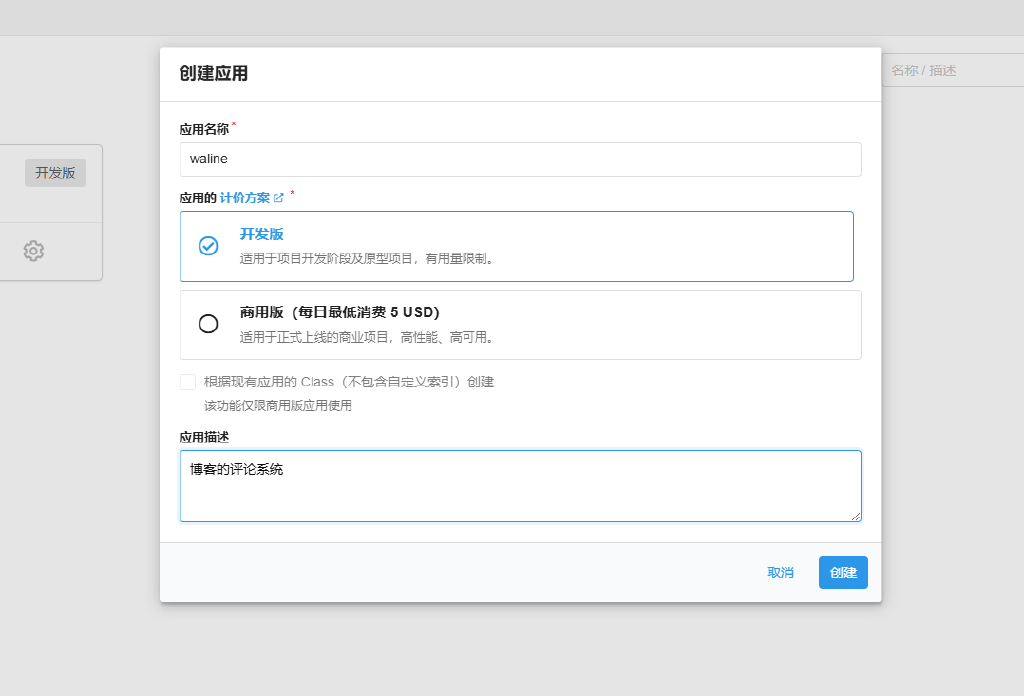 创建应用
名称 / 描述
应用名称*
waline
开发版
应用的 计价方案 *
开发版
适用于项目开发阶段及原型项目，有用量限制。
商用版（每日最低消费 5 USD）
适用于正式上线的商业项目，高性能、高可用。
根据现有应用的 Class（不包含自定义索引）创建
该功能仅限商用版应用使用
应用描述
博客的评论系统
取消
创建